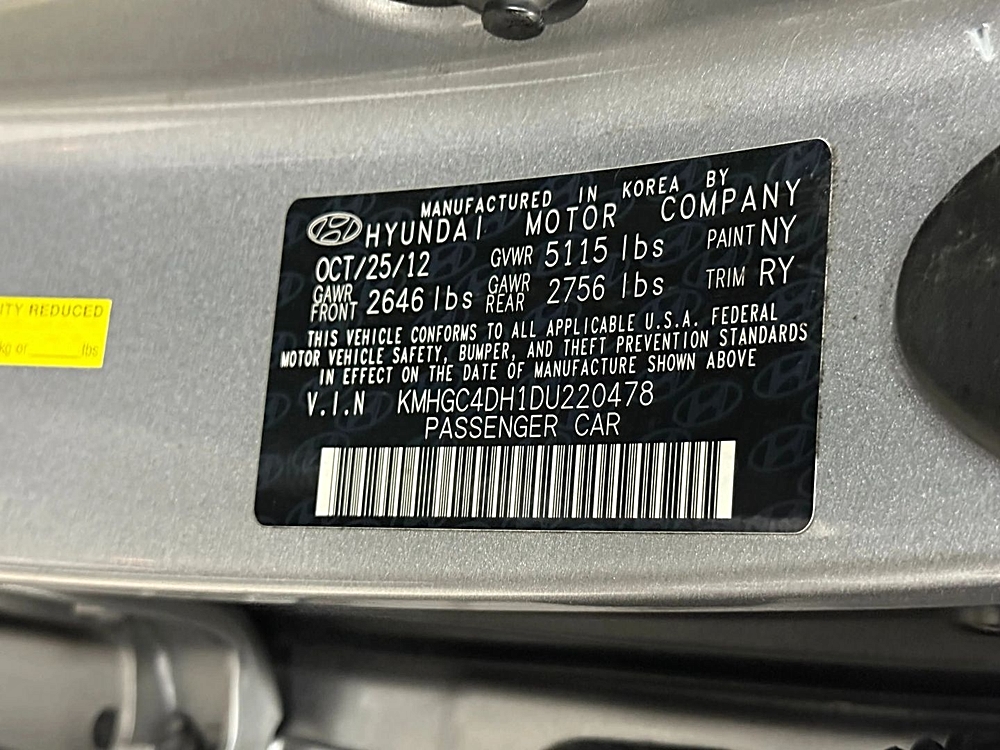 MANUFACTURED IN KOREA BY
HYUNDAI MOTOR COMPANY
OCT/25/12 GVWR 5115 lbs PAINT NY
GAWR FRONT 2646 lbs GAWR REAR 2756 lbs TRIM RY
THIS VEHICLE CONFORMS TO ALL APPLICABLE U.S.A. FEDERAL
MOTOR VEHICLE SAFETY, BUMPER, AND THEFT PREVENTION STANDARDS
IN EFFECT ON THE DATE OF MANUFACTURE SHOWN ABOVE
V.I.N KMHGC4DH1DU220478
PASSENGER CAR
REDUCED
kg or ________ lbs